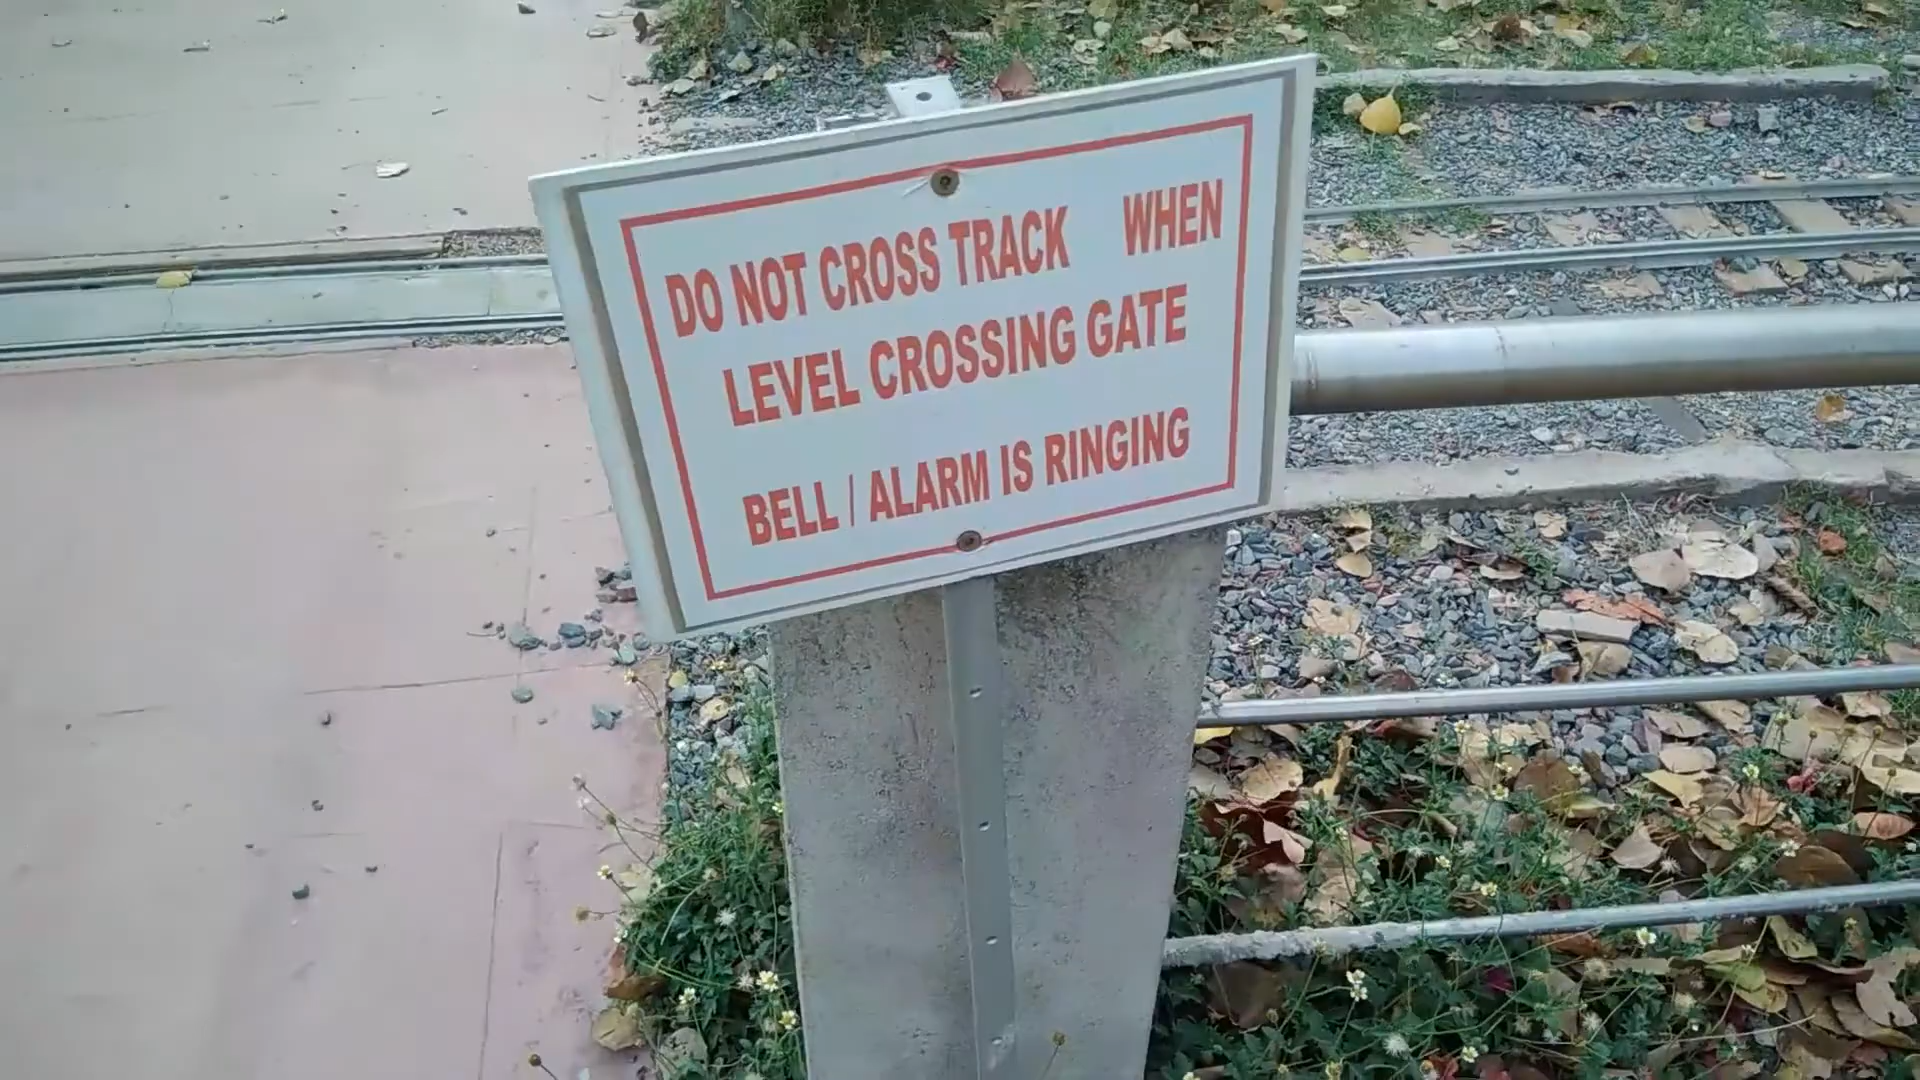 DO NOT CROSS TRACK WHEN
LEVEL CROSSING GATE
BELL / ALARM IS RINGING